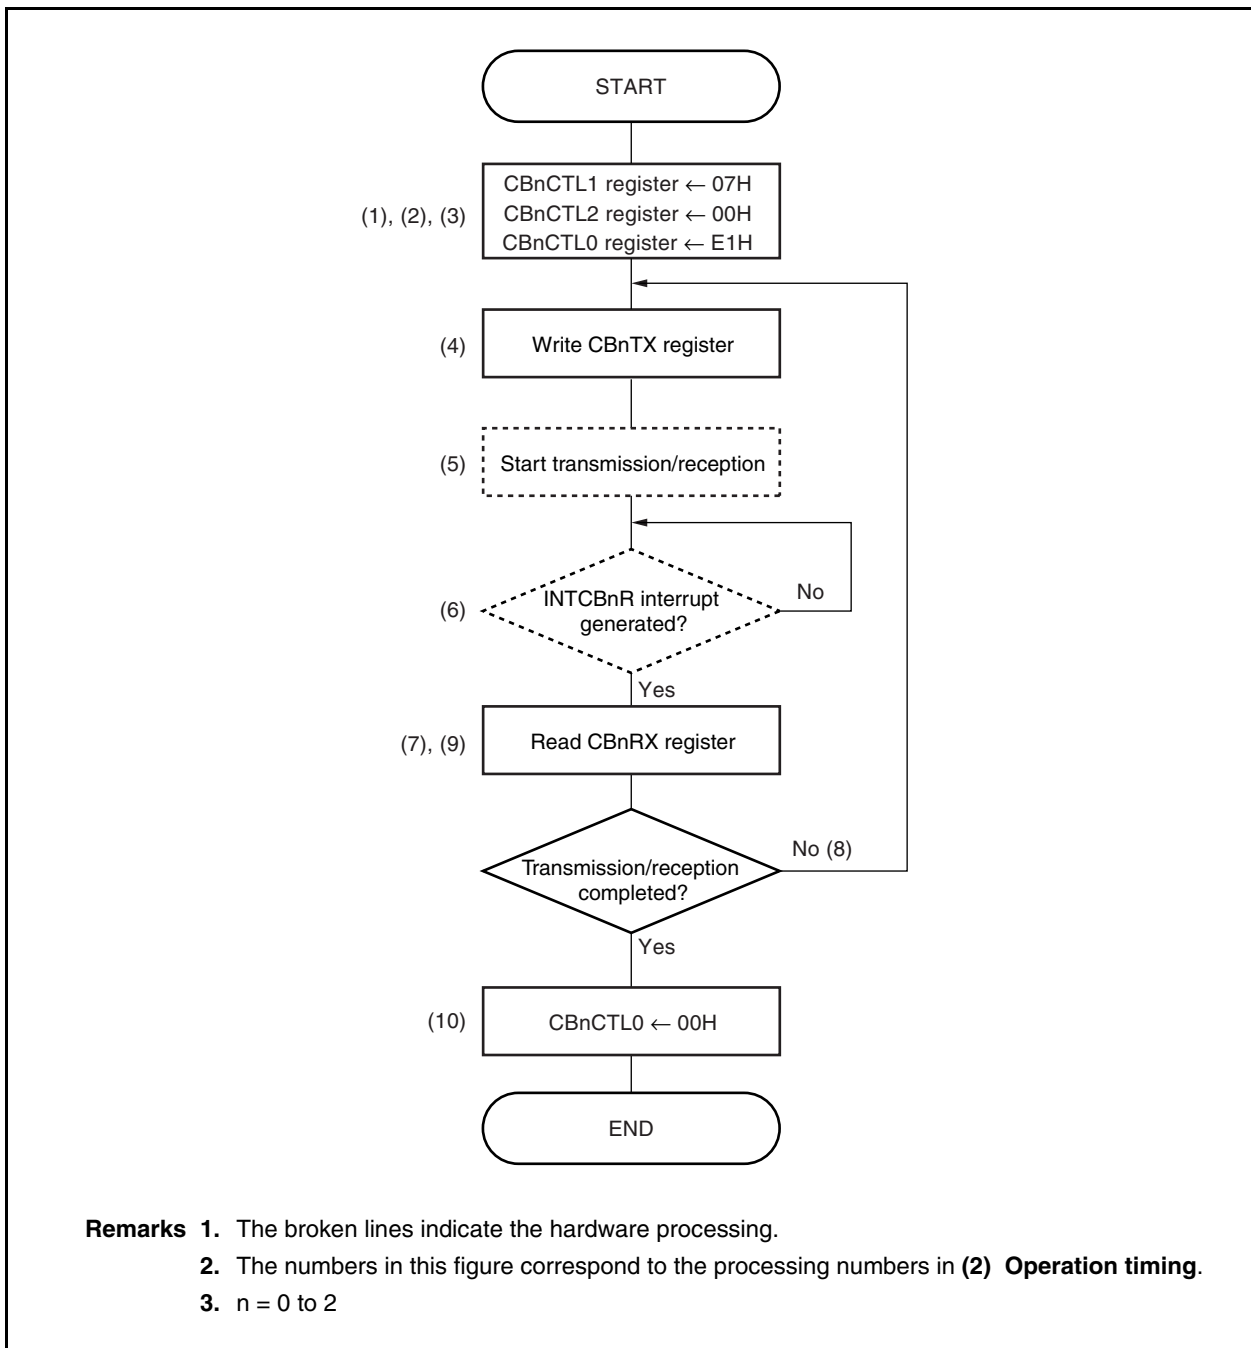 START
(1), (2), (3)
CBnCTL1 register ← 07H
CBnCTL2 register ← 00H
CBnCTL0 register ← E1H
(4)
Write CBnTX register
(5)
Start transmission/reception
(6)
INTCBnR interrupt
generated?
No
Yes
(7), (9)
Read CBnRX register
Transmission/reception
completed?
No (8)
Yes
(10)
CBnCTL0 ← 00H
END
Remarks 1. The broken lines indicate the hardware processing.
2. The numbers in this figure correspond to the processing numbers in (2) Operation timing.
3. n = 0 to 2